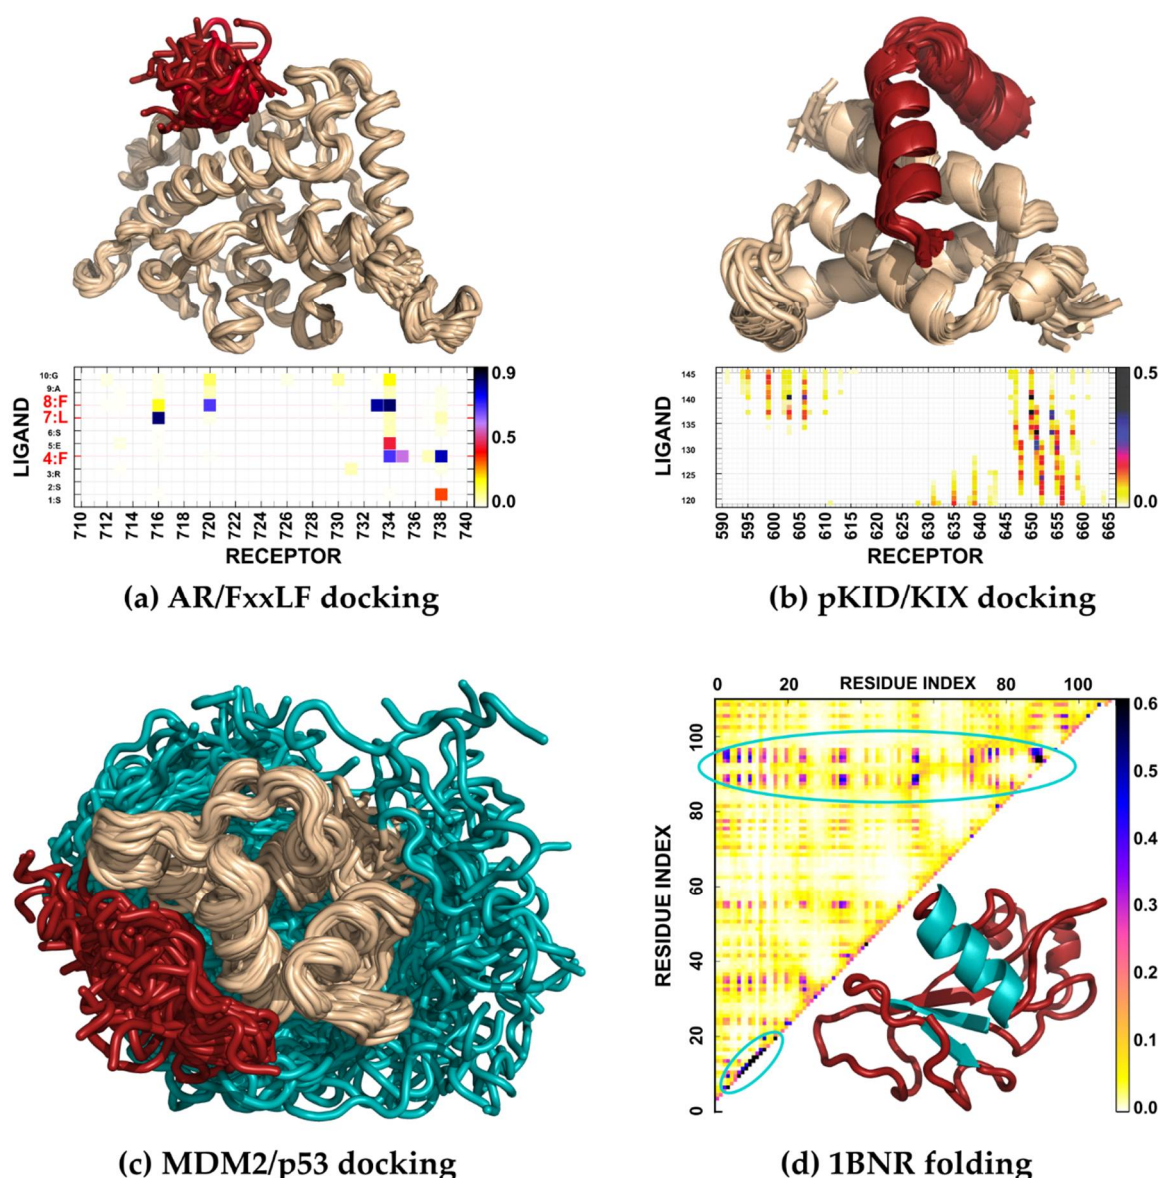 10:G
9:A
8:F
7:L
6:S
5:E
4:F
3:R
2:S
1:S
LIGAND
0.9
0.5
0.0
710 713 716 720 722 724 726 728 730 732 734 736 738 740
RECEPTOR
(a) AR/FxxLF docking
145
140
135
130
125
120
LIGAND
0.5
0.0
590 595 600 605 610 615 620 625 630 635 640 645 650 655 660 665
RECEPTOR
(b) pKID/KIX docking
(c) MDM2/p53 docking
0 20 RESIDUE INDEX 80 100
RESIDUE INDEX
100
80
60
40
20
0
0.6
0.5
0.4
0.3
0.2
0.1
0.0
(d) 1BNR folding